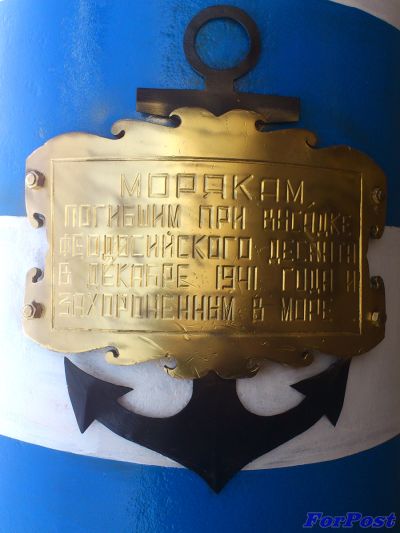 МОРЯКАМ
ПОГИБШИМ ПРИ ВЫСАДКЕ
ФЕОДОСИЙСКОГО ДЕСАНТА
В ДЕКАБРЕ 1941 ГОДА И
ЗАХОРОНЕННЫМ В МОРЕ
ForPost